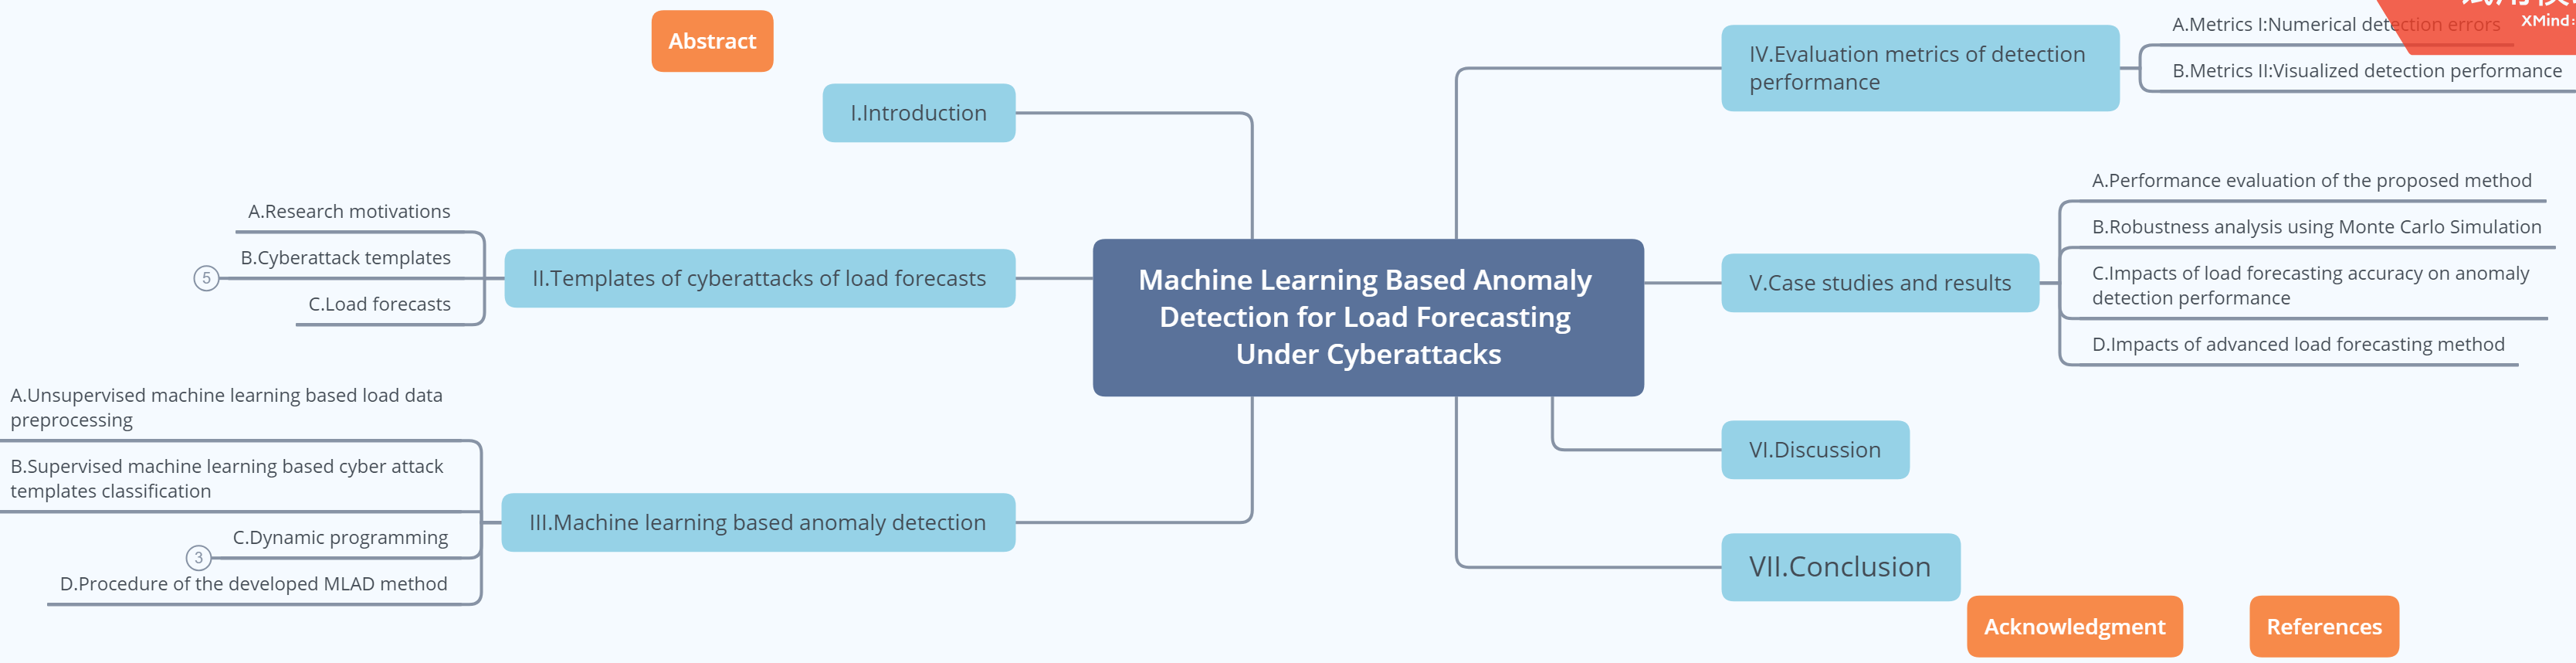 Abstract
I.Introduction
A.Research motivations
B.Cyberattack templates
5
C.Load forecasts
II.Templates of cyberattacks of load forecasts
A.Unsupervised machine learning based load data
preprocessing
B.Supervised machine learning based cyber attack
templates classification
C.Dynamic programming
3
D.Procedure of the developed MLAD method
III.Machine learning based anomaly detection
Machine Learning Based Anomaly
Detection for Load Forecasting
Under Cyberattacks
IV.Evaluation metrics of detection
performance
A.Metrics I:Numerical detection errors
B.Metrics II:Visualized detection performance
XMind:
V.Case studies and results
A.Performance evaluation of the proposed method
B.Robustness analysis using Monte Carlo Simulation
C.Impacts of load forecasting accuracy on anomaly
detection performance
D.Impacts of advanced load forecasting method
VI.Discussion
VII.Conclusion
Acknowledgment
References